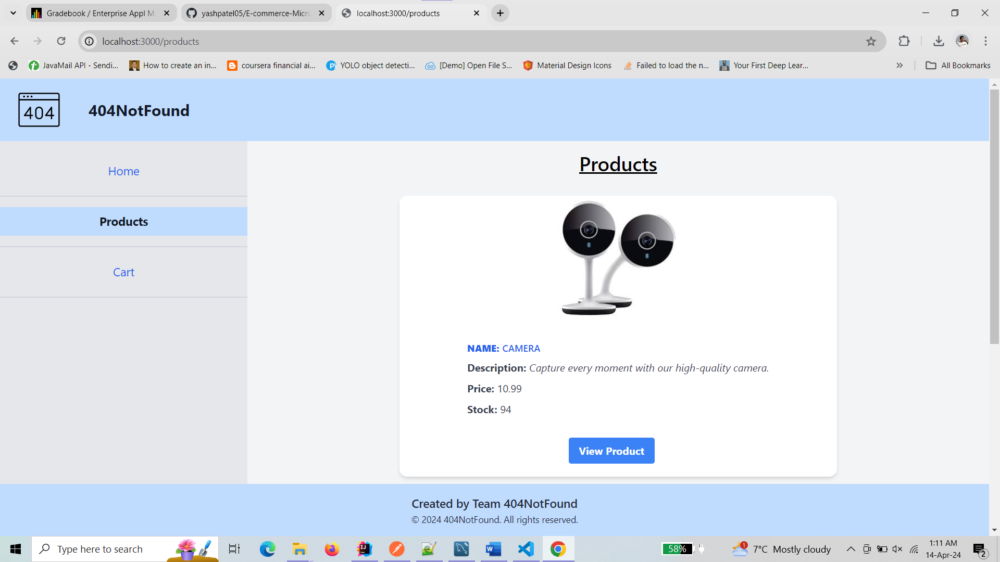 Gradebook / Enterprise Appl M
yashpatel05/E-commerce-Micro
localhost:3000/products
localhost:3000/products
JavaMail API - Sendi...
How to create an in...
coursera financial ai...
YOLO object detecti...
[Demo] Open File S...
Material Design Icons
Failed to load the n...
Your First Deep Lear...
All Bookmarks
404
404NotFound
Home
Products
Cart
Products
NAME: CAMERA
Description: Capture every moment with our high-quality camera.
Price: 10.99
Stock: 94
View Product
Created by Team 404NotFound
© 2024 404NotFound. All rights reserved.
Type here to search
58%
1
7°C Mostly cloudy
1:11 AM
14-Apr-24
2